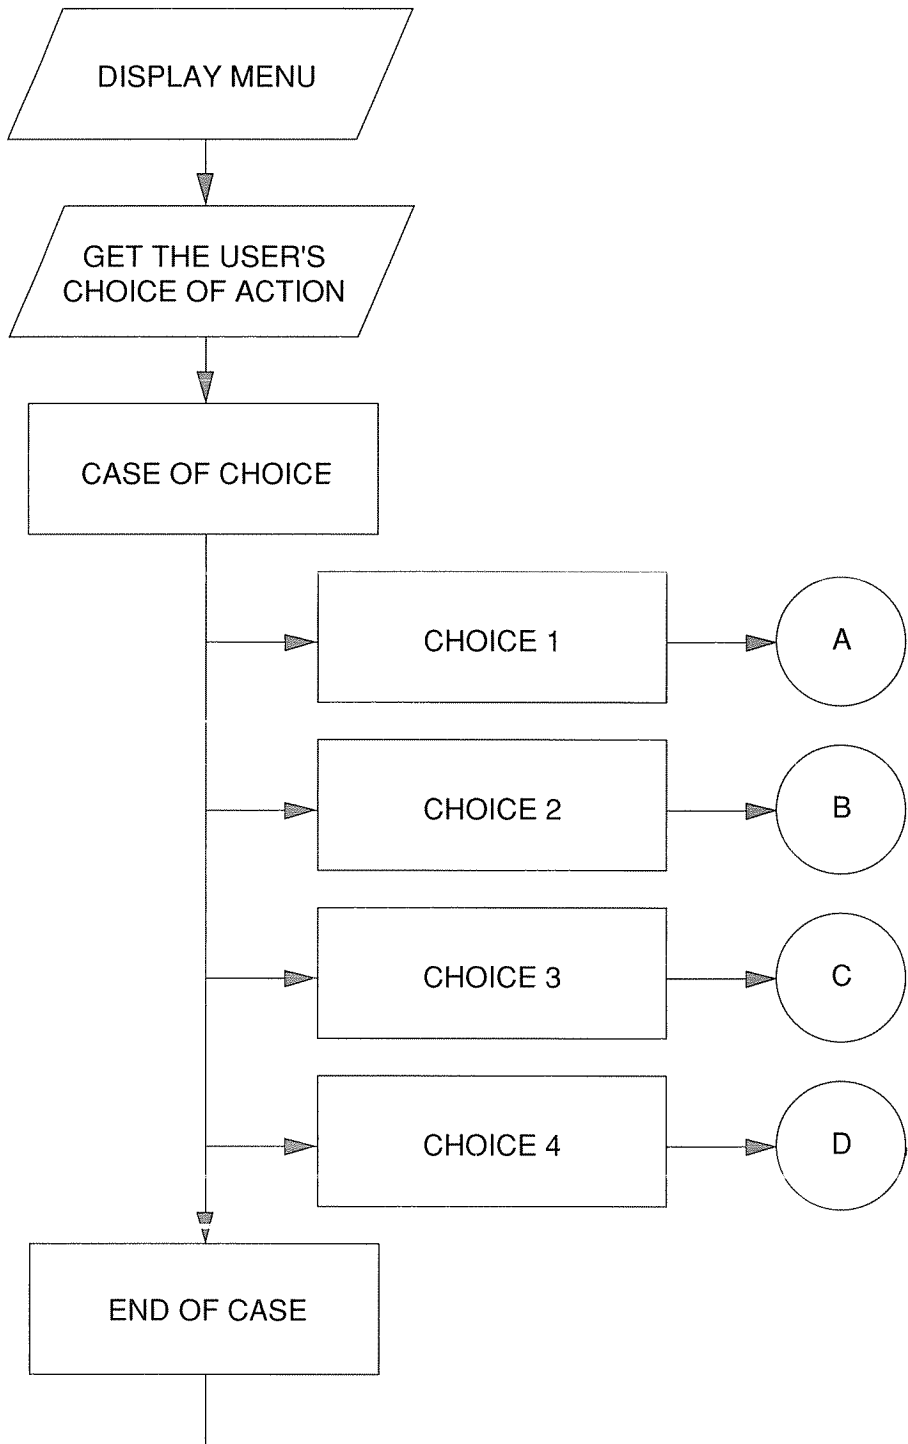 DISPLAY MENU
GET THE USER'S
CHOICE OF ACTION
CASE OF CHOICE
CHOICE 1
A
CHOICE 2
B
CHOICE 3
C
CHOICE 4
D
END OF CASE